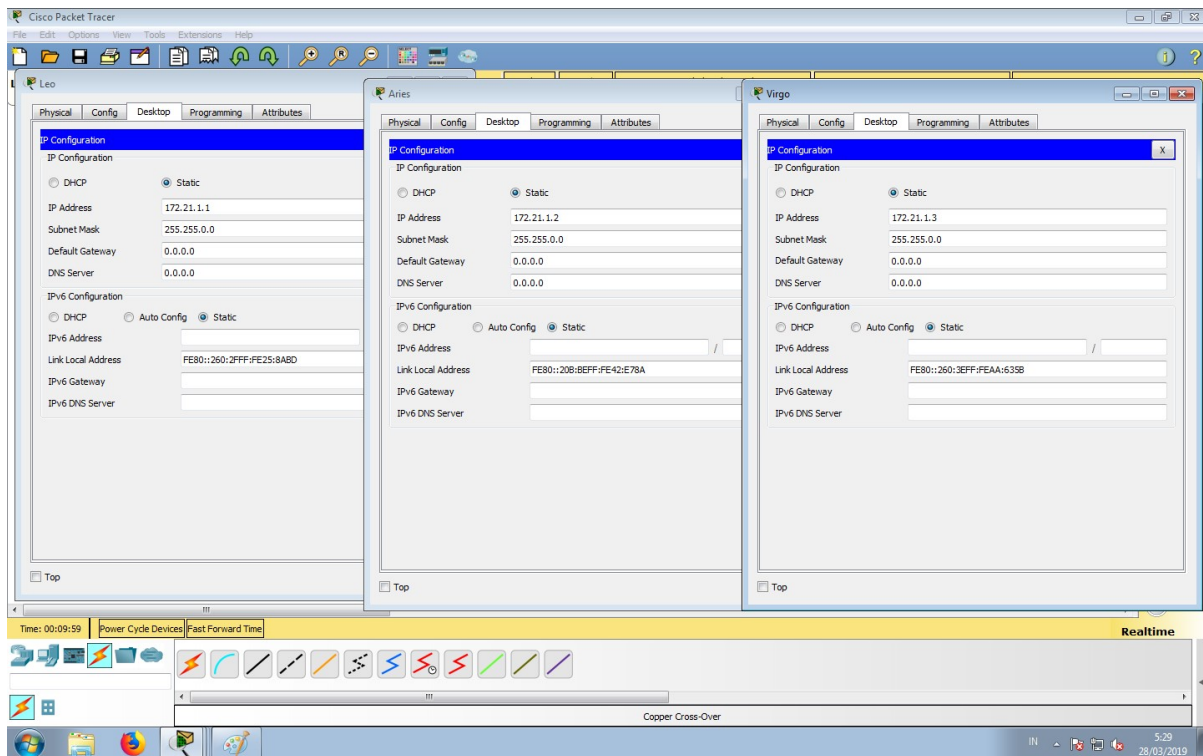 Cisco Packet Tracer
File Edit Options View Tools Extensions Help
Leo
Physical Config Desktop Programming Attributes
IP Configuration
IP Configuration
DHCP Static
IP Address 172.21.1.1
Subnet Mask 255.255.0.0
Default Gateway 0.0.0.0
DNS Server 0.0.0.0
IPv6 Configuration
DHCP Auto Config Static
IPv6 Address
Link Local Address FE80::260:2FFF:FE25:8ABD
IPv6 Gateway
IPv6 DNS Server
Top
Aries
Physical Config Desktop Programming Attributes
IP Configuration
IP Configuration
DHCP Static
IP Address 172.21.1.2
Subnet Mask 255.255.0.0
Default Gateway 0.0.0.0
DNS Server 0.0.0.0
IPv6 Configuration
DHCP Auto Config Static
IPv6 Address /
Link Local Address FE80::20B:BEFF:FE42:E78A
IPv6 Gateway
IPv6 DNS Server
Top
Virgo
Physical Config Desktop Programming Attributes
IP Configuration X
IP Configuration
DHCP Static
IP Address 172.21.1.3
Subnet Mask 255.255.0.0
Default Gateway 0.0.0.0
DNS Server 0.0.0.0
IPv6 Configuration
DHCP Auto Config Static
IPv6 Address /
Link Local Address FE80::260:3EFF:FEAA:635B
IPv6 Gateway
IPv6 DNS Server
Top
Time: 00:09:59 Power Cycle Devices Fast Forward Time Realtime
Copper Cross-Over
IN 5:29
28/03/2019